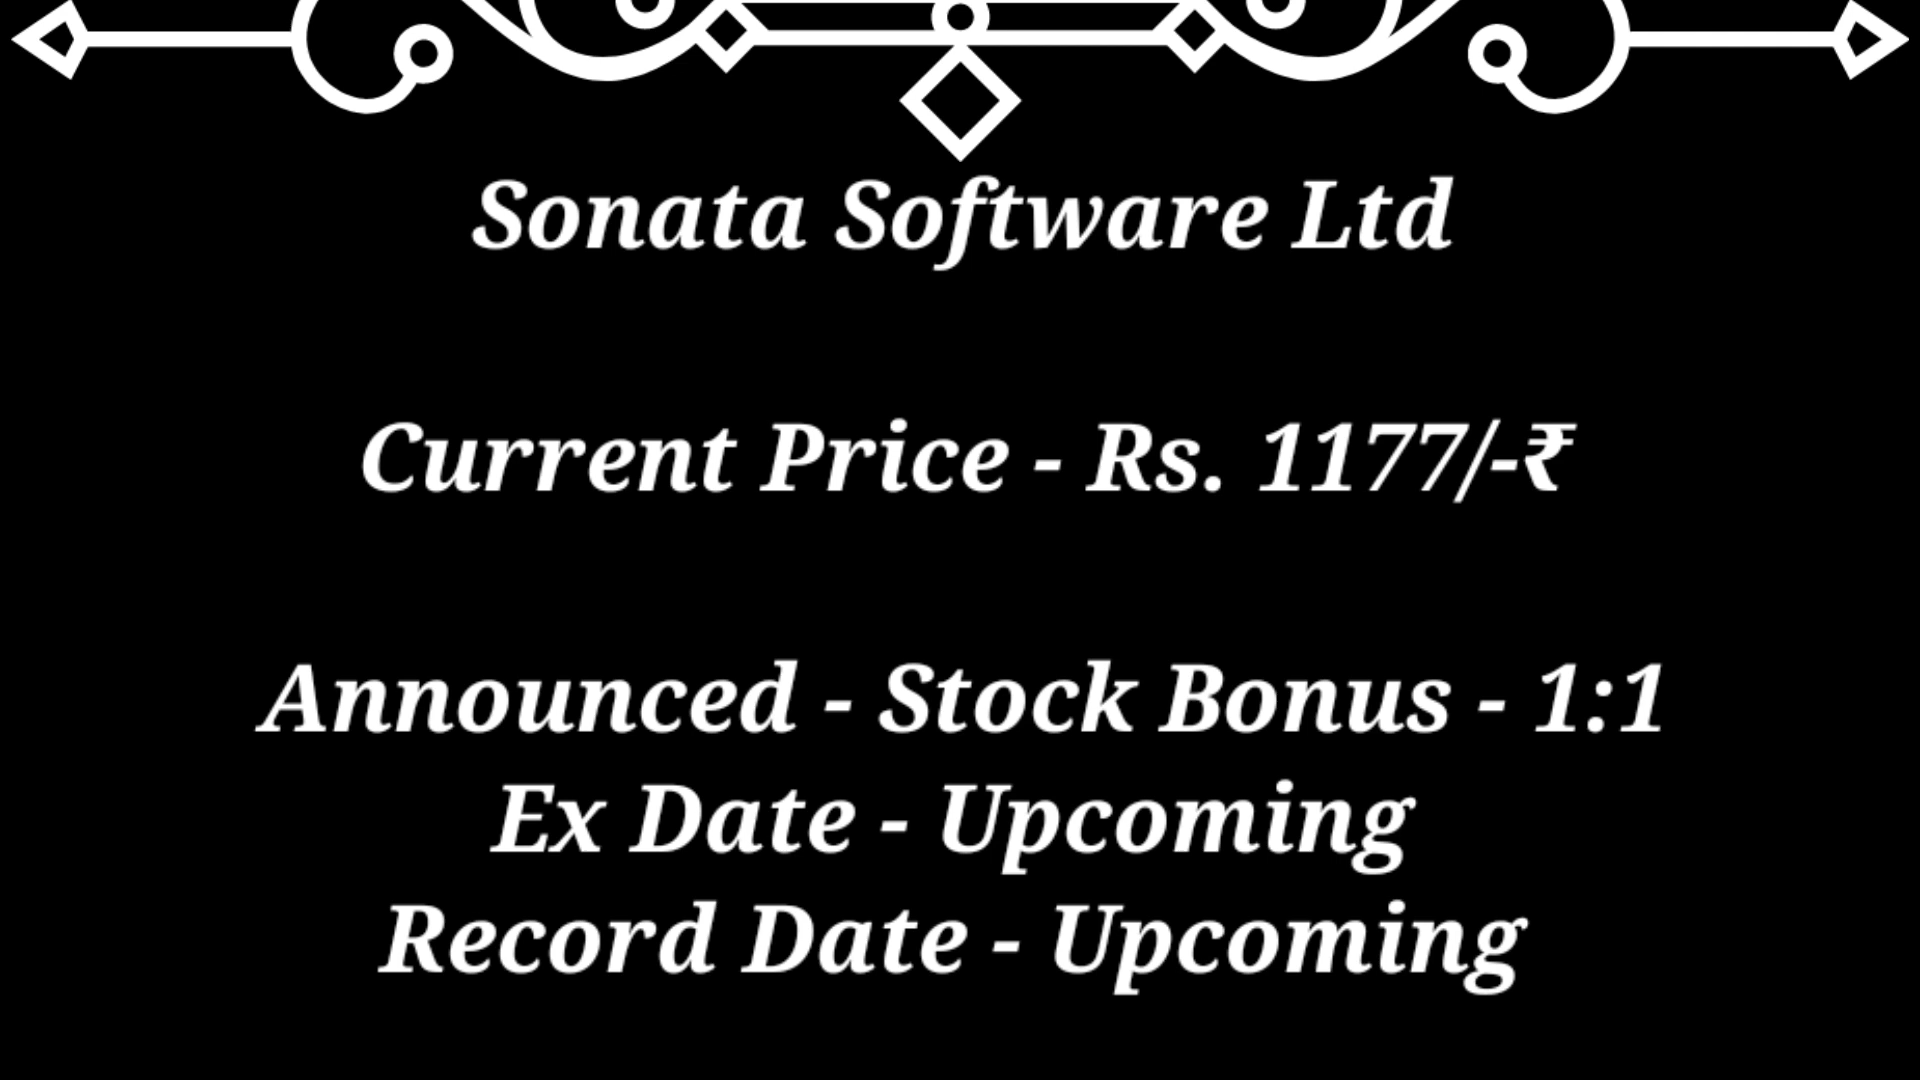 Sonata Software Ltd
Current Price - Rs. 1177/-₹
Announced - Stock Bonus - 1:1
Ex Date - Upcoming
Record Date - Upcoming